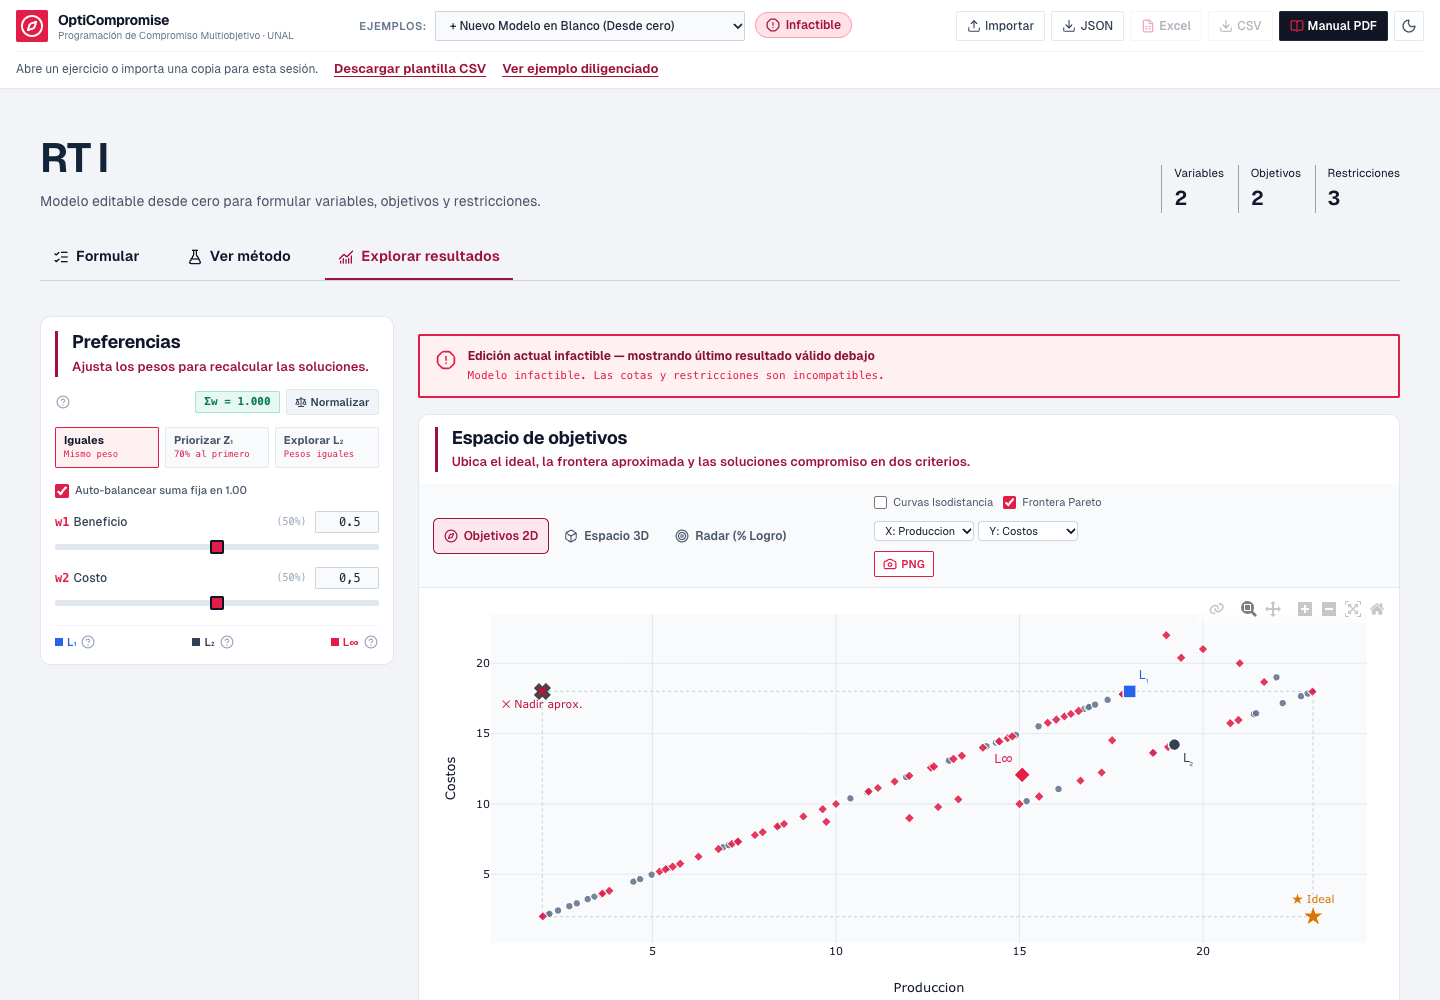 OptiCompromise
Programación de Compromiso Multiobjetivo · UNAL
EJEMPLOS:
+ Nuevo Modelo en Blanco (Desde cero)
Infactible
Importar
JSON
Excel
CSV
Manual PDF
Abre un ejercicio o importa una copia para esta sesión.
Descargar plantilla CSV
Ver ejemplo diligenciado
RT I
Modelo editable desde cero para formular variables, objetivos y restricciones.
Variables
2
Objetivos
2
Restricciones
3
Formular
Ver método
Explorar resultados
Preferencias
Ajusta los pesos para recalcular las soluciones.
Σw = 1.000
Normalizar
Iguales
Mismo peso
Priorizar Z₁
70% al primero
Explorar L₂
Pesos iguales
Auto-balancear suma fija en 1.00
w1 Beneficio
(50%)
0.5
w2 Costo
(50%)
0,5
L₁
L₂
L∞
Edición actual infactible — mostrando último resultado válido debajo
Modelo infactible. Las cotas y restricciones son incompatibles.
Espacio de objetivos
Ubica el ideal, la frontera aproximada y las soluciones compromiso en dos criterios.
Objetivos 2D
Espacio 3D
Radar (% Logro)
Curvas Isodistancia
Frontera Pareto
X: Produccion
Y: Costos
PNG
20
15
10
5
Costos
× Nadir aprox.
L₁
L∞
L₂
★ Ideal
5
10
15
20
Produccion